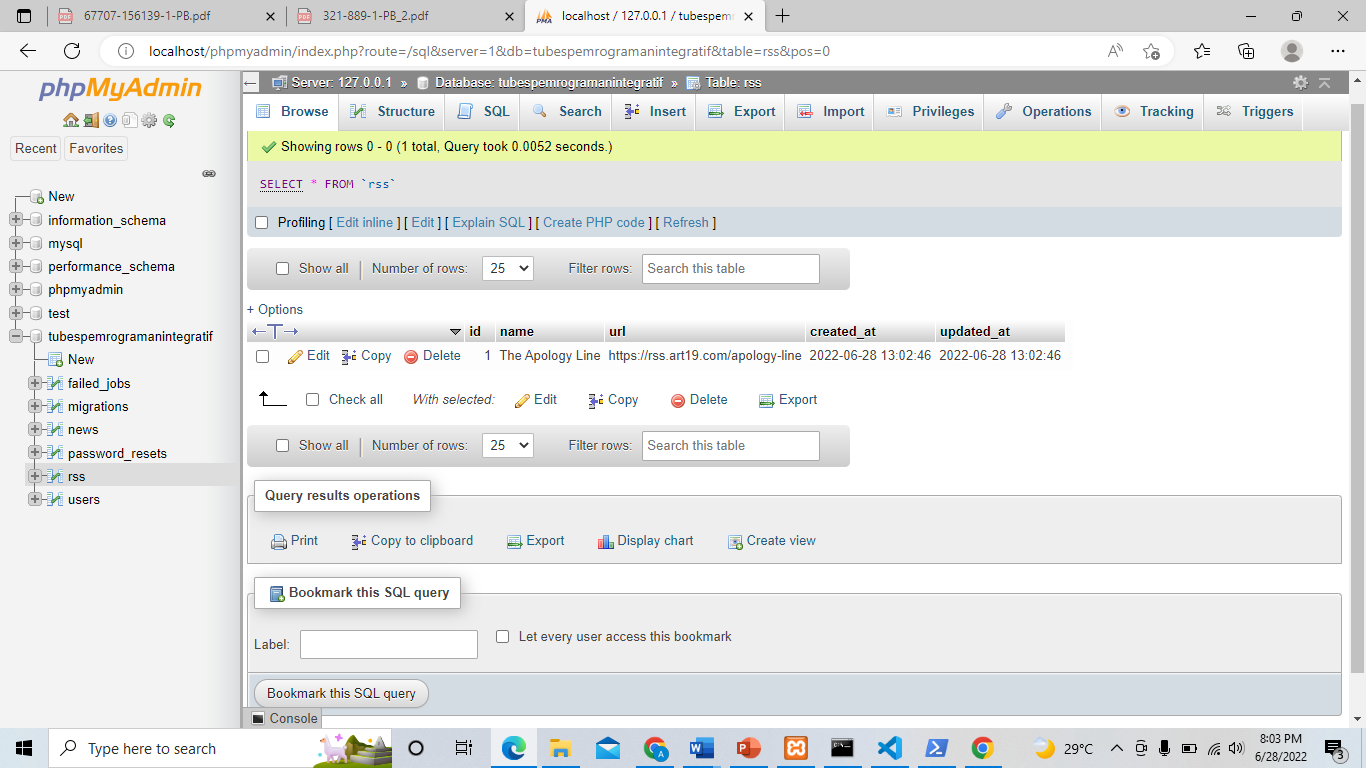 67707-156139-1-PB.pdf
321-889-1-PB_2.pdf
localhost / 127.0.0.1 / tubespem
localhost/phpmyadmin/index.php?route=/sql&server=1&db=tubespemrogramanintegratif&table=rss&pos=0
phpMyAdmin
Recent Favorites
New
information_schema
mysql
performance_schema
phpmyadmin
test
tubespemrogramanintegratif
New
failed_jobs
migrations
news
password_resets
rss
users
Server: 127.0.0.1 » Database: tubespemrogramanintegratif » Table: rss
Browse Structure SQL Search Insert Export Import Privileges Operations Tracking Triggers
Showing rows 0 - 0 (1 total, Query took 0.0052 seconds.)
SELECT * FROM `rss`
Profiling [ Edit inline ] [ Edit ] [ Explain SQL ] [ Create PHP code ] [ Refresh ]
Show all Number of rows: 25 Filter rows: Search this table
+ Options
id name url created_at updated_at
Edit Copy Delete 1 The Apology Line https://rss.art19.com/apology-line 2022-06-28 13:02:46 2022-06-28 13:02:46
Check all With selected: Edit Copy Delete Export
Show all Number of rows: 25 Filter rows: Search this table
Query results operations
Print Copy to clipboard Export Display chart Create view
Bookmark this SQL query
Label: Let every user access this bookmark
Bookmark this SQL query
Console
Type here to search
29°C
8:03 PM
6/28/2022
3